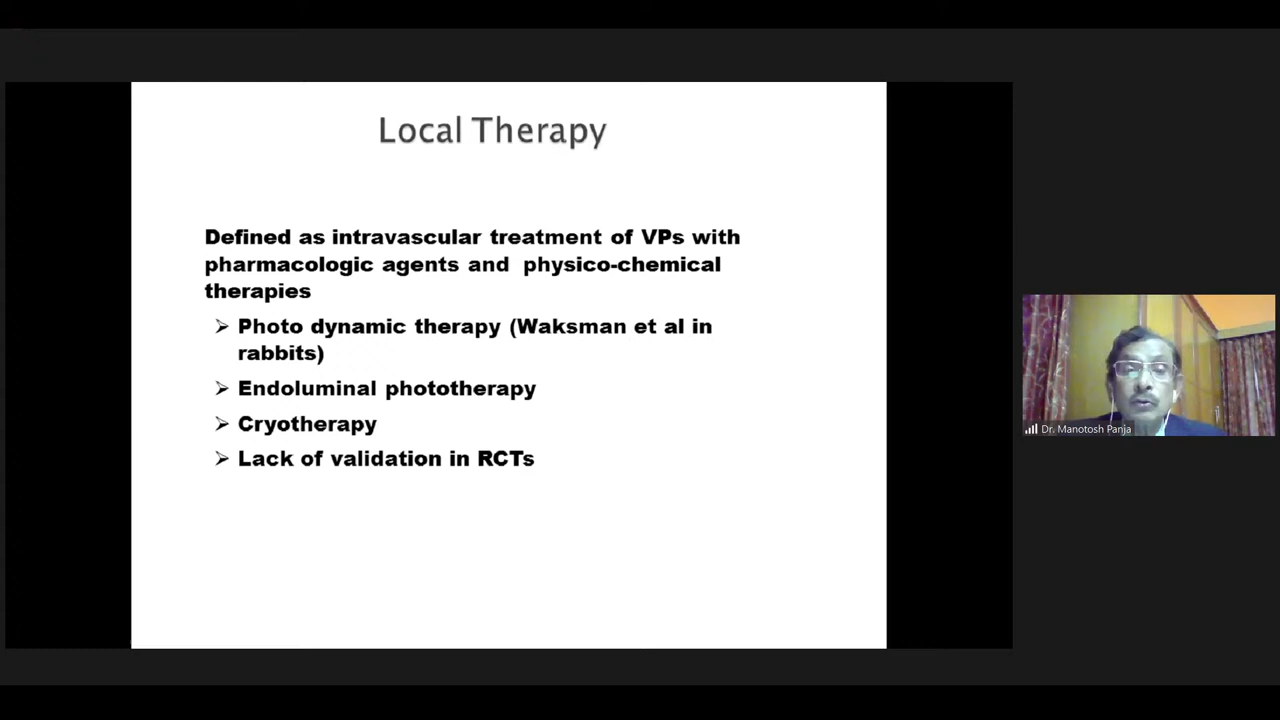 Local Therapy
Defined as intravascular treatment of VPs with
pharmacologic agents and physico-chemical
therapies
➢ Photo dynamic therapy (Waksman et al in
rabbits)
➢ Endoluminal phototherapy
➢ Cryotherapy
➢ Lack of validation in RCTs
Dr. Manotosh Panja